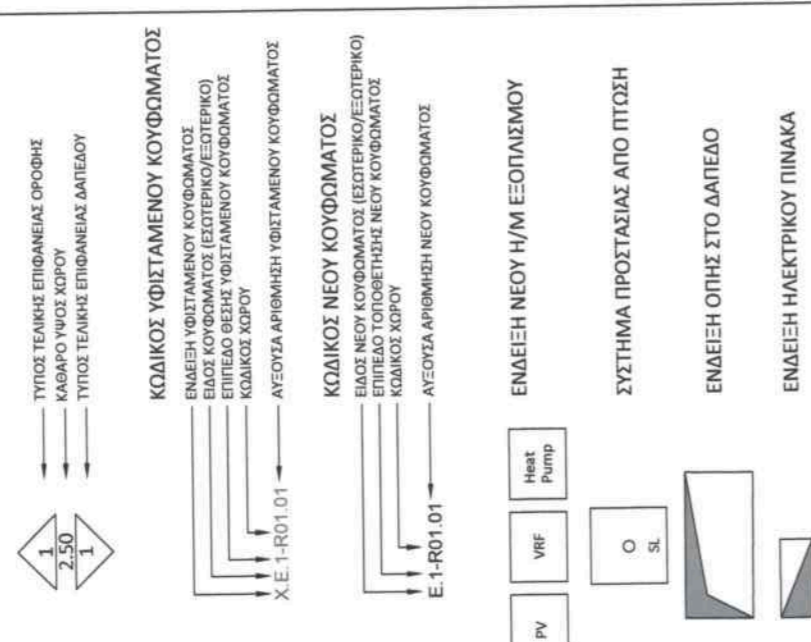 ΤΥΠΟΣ ΤΕΛΙΚΗΣ ΕΠΙΦΑΝΕΙΑΣ ΟΡΟΦΗΣ
ΚΑΘΑΡΟ ΥΨΟΣ ΧΩΡΟΥ
ΤΥΠΟΣ ΤΕΛΙΚΗΣ ΕΠΙΦΑΝΕΙΑΣ ΔΑΠΕΔΟΥ
1
2.50
1
ΚΩΔΙΚΟΣ ΥΦΙΣΤΑΜΕΝΟΥ ΚΟΥΦΩΜΑΤΟΣ
ΕΝΔΕΙΞΗ ΥΦΙΣΤΑΜΕΝΟΥ ΚΟΥΦΩΜΑΤΟΣ
ΕΙΔΟΣ ΚΟΥΦΩΜΑΤΟΣ (ΕΣΩΤΕΡΙΚΟ/ΕΞΩΤΕΡΙΚΟ)
ΕΠΙΠΕΔΟ ΘΕΣΗΣ ΥΦΙΣΤΑΜΕΝΟΥ ΚΟΥΦΩΜΑΤΟΣ
ΚΩΔΙΚΟΣ ΧΩΡΟΥ
X.E.1-R01.01
ΑΥΞΟΥΣΑ ΑΡΙΘΜΗΣΗ ΥΦΙΣΤΑΜΕΝΟΥ ΚΟΥΦΩΜΑΤΟΣ
ΚΩΔΙΚΟΣ ΝΕΟΥ ΚΟΥΦΩΜΑΤΟΣ
ΕΙΔΟΣ ΝΕΟΥ ΚΟΥΦΩΜΑΤΟΣ (ΕΣΩΤΕΡΙΚΟ/ΕΞΩΤΕΡΙΚΟ)
ΕΠΙΠΕΔΟ ΤΟΠΟΘΕΤΗΣΗΣ ΝΕΟΥ ΚΟΥΦΩΜΑΤΟΣ
ΚΩΔΙΚΟΣ ΧΩΡΟΥ
E.1-R01.01
ΑΥΞΟΥΣΑ ΑΡΙΘΜΗΣΗ ΝΕΟΥ ΚΟΥΦΩΜΑΤΟΣ
PV
VRF
Heat
Pump
ΕΝΔΕΙΞΗ ΝΕΟΥ Η/Μ ΕΞΟΠΛΙΣΜΟΥ
SL
ΣΥΣΤΗΜΑ ΠΡΟΣΤΑΣΙΑΣ ΑΠΟ ΠΤΩΣΗ
ΕΝΔΕΙΞΗ ΟΠΗΣ ΣΤΟ ΔΑΠΕΔΟ
ΕΝΔΕΙΞΗ ΗΛΕΚΤΡΙΚΟΥ ΠΙΝΑΚΑ